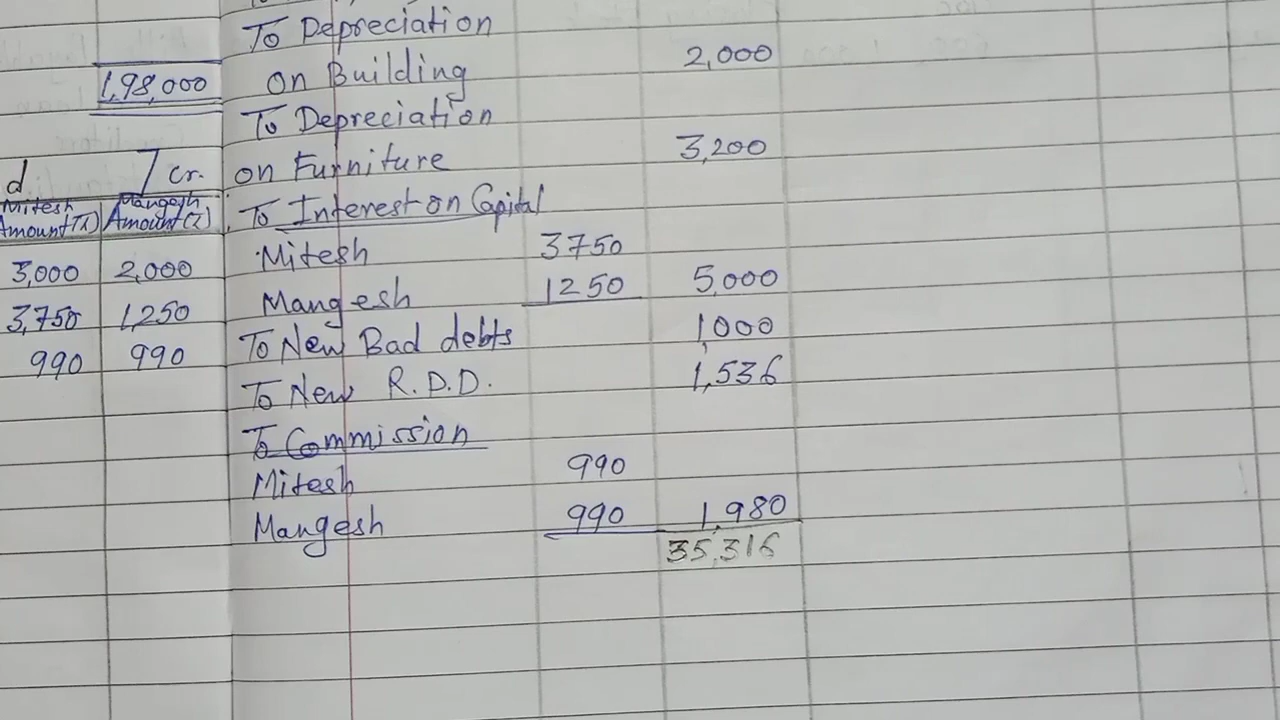 1,98,000
d ] cr.
Mitesh Mangesh
Amount(₹) Amount(₹)
3,000 2,000
3,750 1,250
990 990
To Depreciation
on Building 2,000
To Depreciation
on Furniture 3,200
To Interest on Capital
Mitesh 3750
Mangesh 1250 5,000
To New Bad debts 1,000
To New R.D.D. 1,536
To Commission
Mitesh 990
Mangesh 990 1,980
35,316